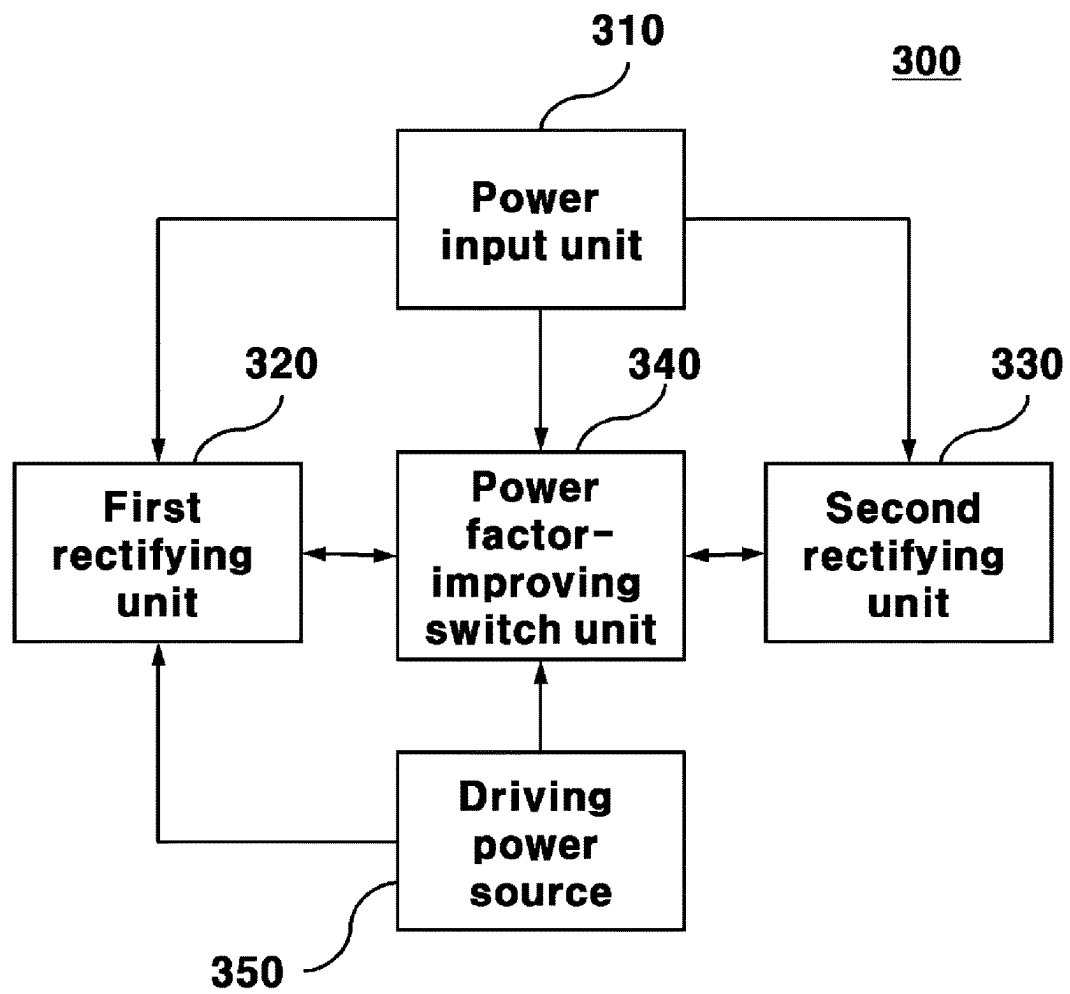 310
300
Power
input unit
320
340
330
First
rectifying
unit
Power
factor-
improving
switch unit
Second
rectifying
unit
Driving
power
source
350